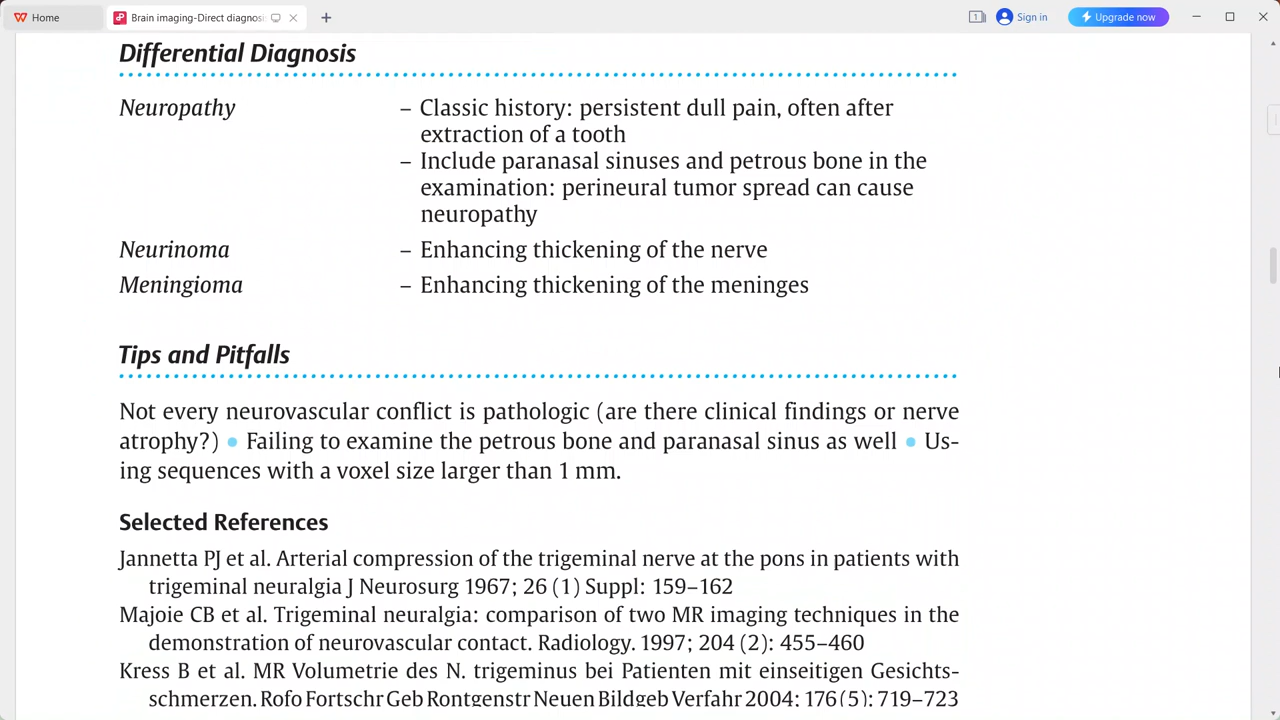 Home
Brain imaging-Direct diagnosi
1
Sign in
Upgrade now
Differential Diagnosis
Neuropathy – Classic history: persistent dull pain, often after
extraction of a tooth
– Include paranasal sinuses and petrous bone in the
examination: perineural tumor spread can cause
neuropathy
Neurinoma – Enhancing thickening of the nerve
Meningioma – Enhancing thickening of the meninges
Tips and Pitfalls
Not every neurovascular conflict is pathologic (are there clinical findings or nerve
atrophy?) • Failing to examine the petrous bone and paranasal sinus as well • Us-
ing sequences with a voxel size larger than 1 mm.
Selected References
Jannetta PJ et al. Arterial compression of the trigeminal nerve at the pons in patients with
trigeminal neuralgia J Neurosurg 1967; 26 (1) Suppl: 159–162
Majoie CB et al. Trigeminal neuralgia: comparison of two MR imaging techniques in the
demonstration of neurovascular contact. Radiology. 1997; 204 (2): 455–460
Kress B et al. MR Volumetrie des N. trigeminus bei Patienten mit einseitigen Gesichts-
schmerzen. Rofo Fortschr Geb Rontgenstr Neuen Bildgeb Verfahr 2004: 176 (5): 719–723